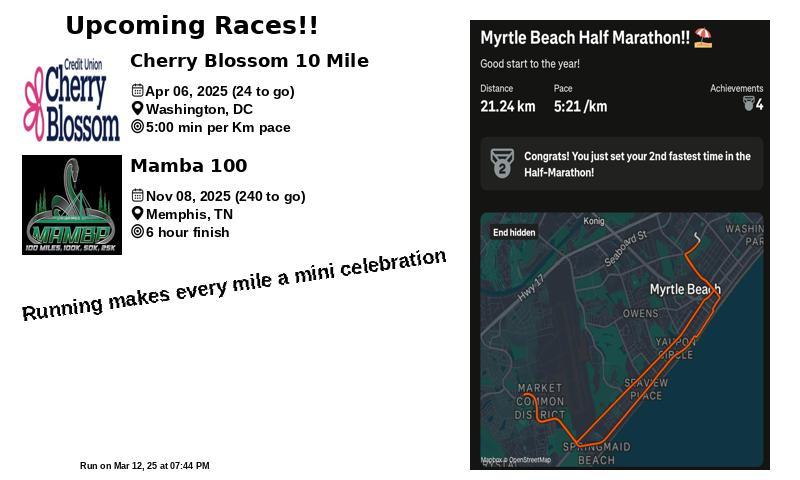 Upcoming Races!!
Credit Union
Cherry
Blossom
Cherry Blossom 10 Mile
Apr 06, 2025 (24 to go)
Washington, DC
5:00 min per Km pace
MAMBA
100 MILES, 100K, 50K, 25K
Mamba 100
Nov 08, 2025 (240 to go)
Memphis, TN
6 hour finish
Running makes every mile a mini celebration
Run on Mar 12, 25 at 07:44 PM
Myrtle Beach Half Marathon!!
Good start to the year!
Distance Pace Achievements
21.24 km 5:21 /km 4
2
Congrats! You just set your 2nd fastest time in the
Half-Marathon!
End hidden
Konig
Seaboard St
WASHIN
PAR
Hwy 17
Myrtle Beach
OWENS
YAUPON
CIRCLE
SEAVIEW
PLACE
MARKET
COMMON
DISTRICT
SPRINGMAID
BEACH
Mapbox © OpenStreetMap